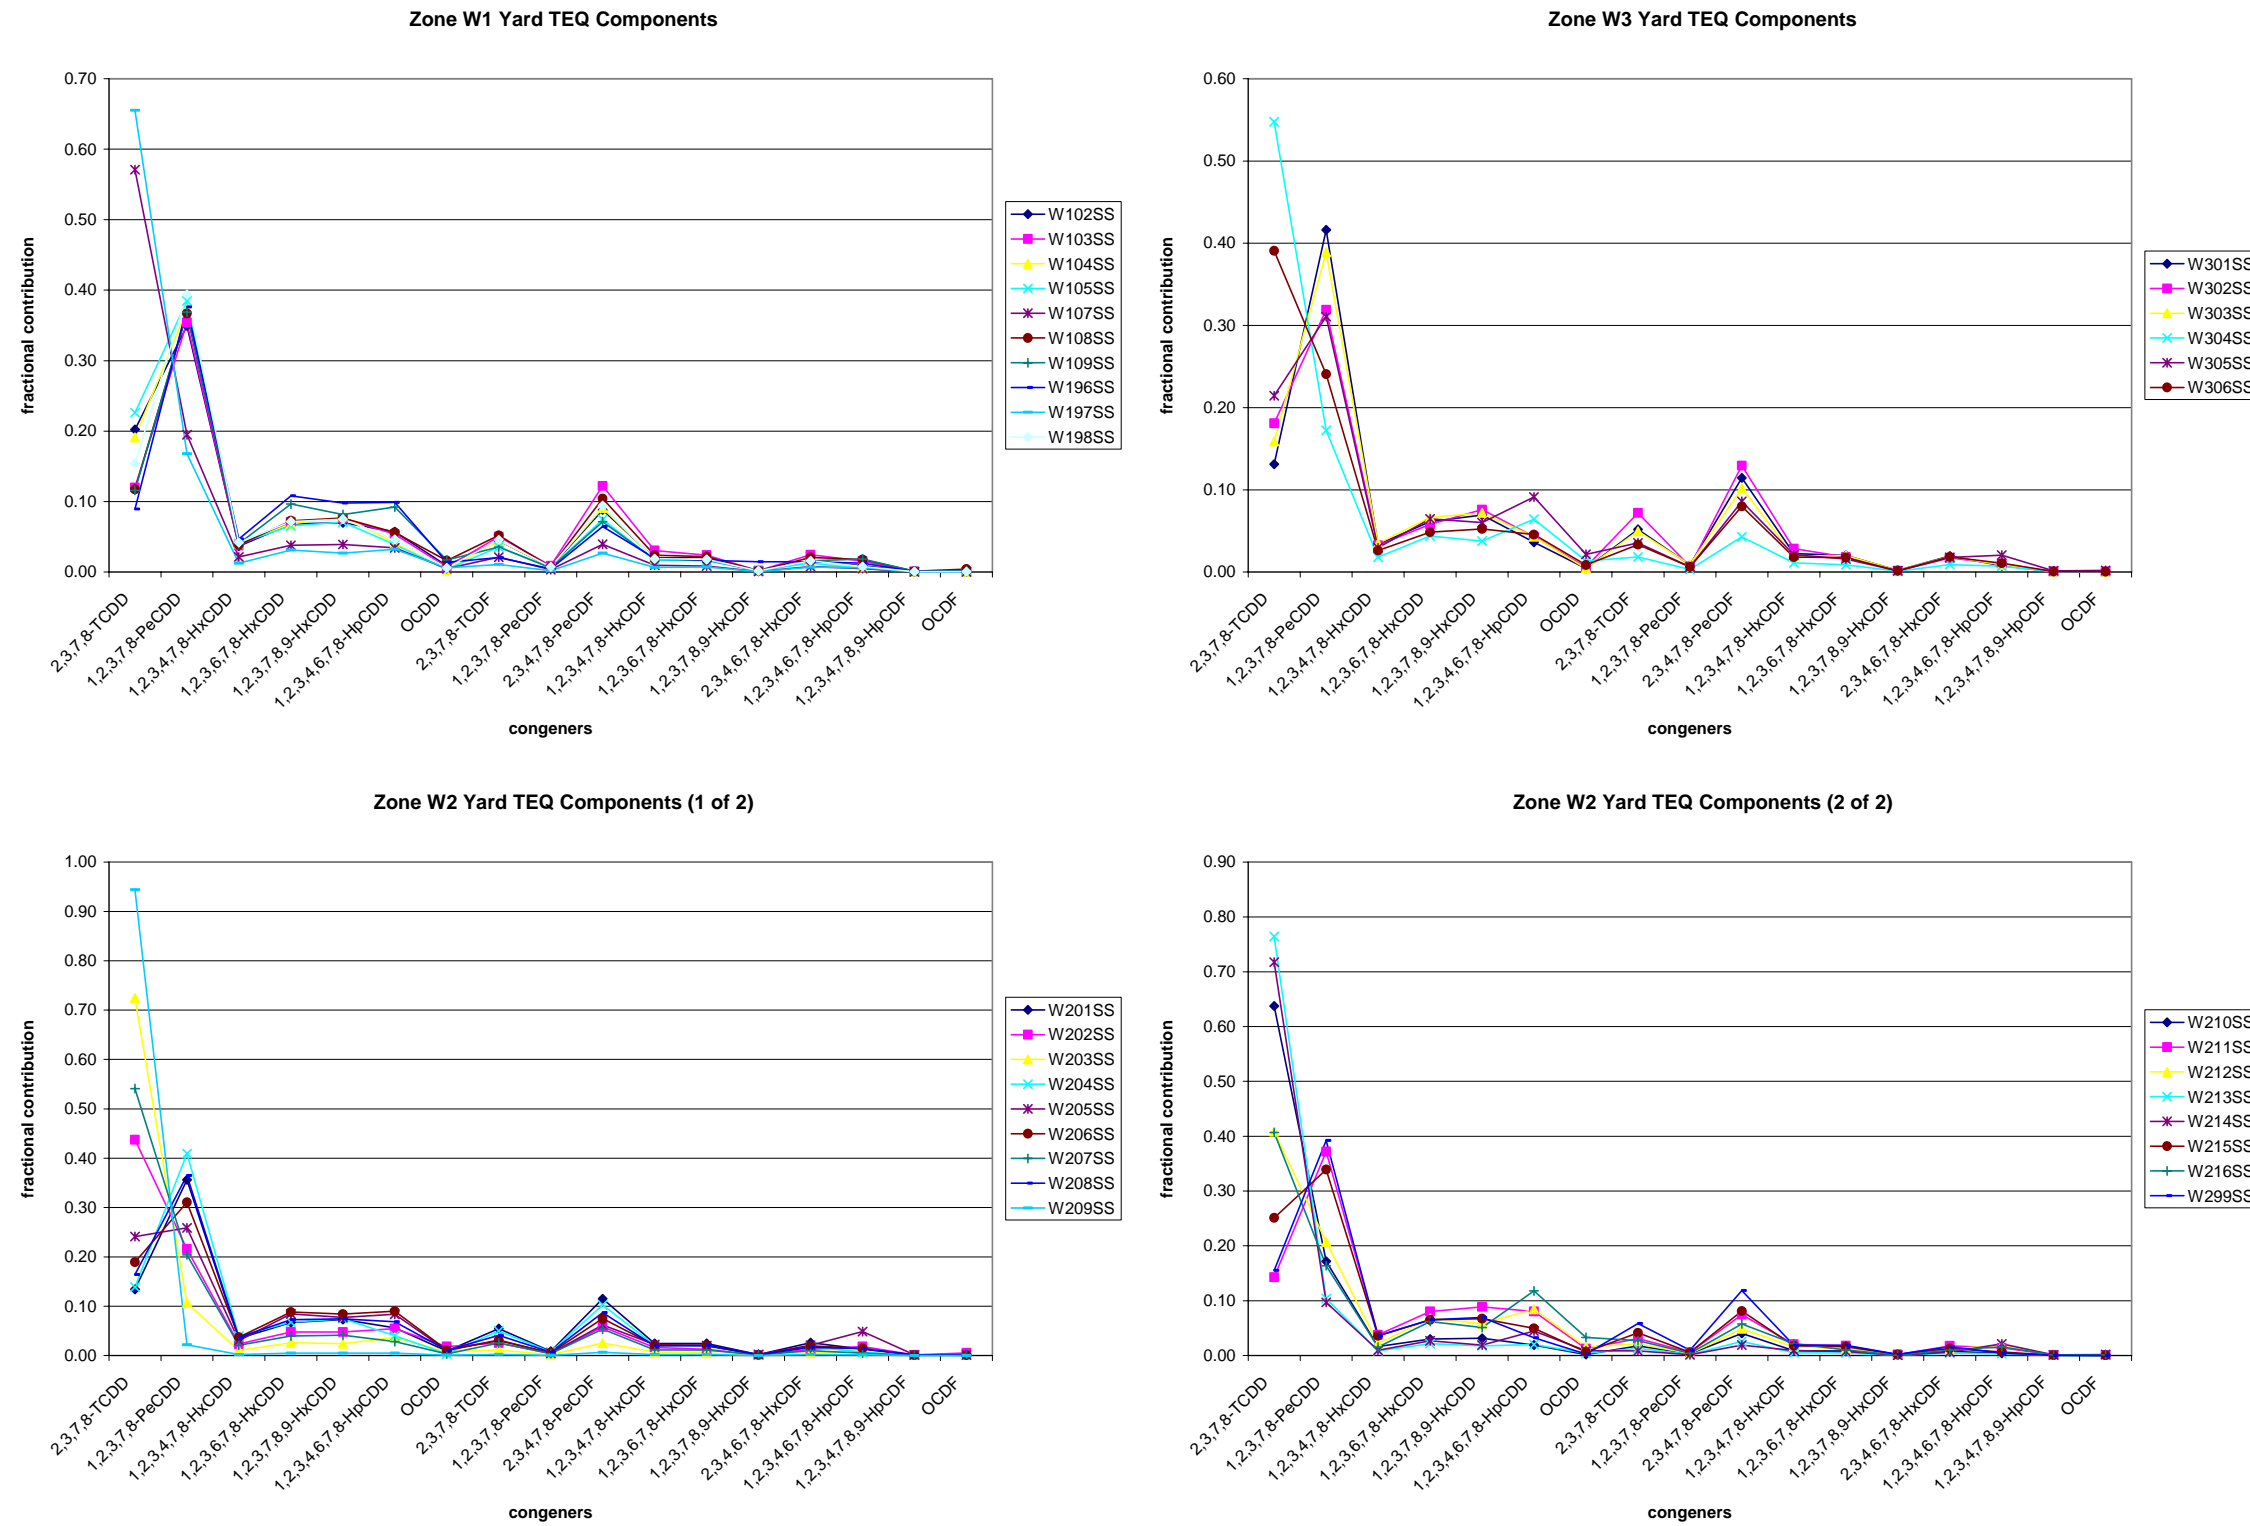 Zone W1 Yard TEQ Components
0.70
0.60
0.50
0.40
0.30
0.20
0.10
0.00
fractional contribution
2,3,7,8-TCDD
1,2,3,7,8-PeCDD
1,2,3,4,7,8-HxCDD
1,2,3,6,7,8-HxCDD
1,2,3,7,8,9-HxCDD
1,2,3,4,6,7,8-HpCDD
OCDD
2,3,7,8-TCDF
1,2,3,7,8-PeCDF
2,3,4,7,8-PeCDF
1,2,3,4,7,8-HxCDF
1,2,3,6,7,8-HxCDF
1,2,3,7,8,9-HxCDF
2,3,4,6,7,8-HxCDF
1,2,3,4,6,7,8-HpCDF
1,2,3,4,7,8,9-HpCDF
OCDF
congeners
W102SS
W103SS
W104SS
W105SS
W107SS
W108SS
W109SS
W196SS
W197SS
W198SS
Zone W3 Yard TEQ Components
0.60
0.50
0.40
0.30
0.20
0.10
0.00
fractional contribution
2,3,7,8-TCDD
1,2,3,7,8-PeCDD
1,2,3,4,7,8-HxCDD
1,2,3,6,7,8-HxCDD
1,2,3,7,8,9-HxCDD
1,2,3,4,6,7,8-HpCDD
OCDD
2,3,7,8-TCDF
1,2,3,7,8-PeCDF
2,3,4,7,8-PeCDF
1,2,3,4,7,8-HxCDF
1,2,3,6,7,8-HxCDF
1,2,3,7,8,9-HxCDF
2,3,4,6,7,8-HxCDF
1,2,3,4,6,7,8-HpCDF
1,2,3,4,7,8,9-HpCDF
OCDF
congeners
W301SS
W302SS
W303SS
W304SS
W305SS
W306SS
Zone W2 Yard TEQ Components (1 of 2)
1.00
0.90
0.80
0.70
0.60
0.50
0.40
0.30
0.20
0.10
0.00
fractional contribution
2,3,7,8-TCDD
1,2,3,7,8-PeCDD
1,2,3,4,7,8-HxCDD
1,2,3,6,7,8-HxCDD
1,2,3,7,8,9-HxCDD
1,2,3,4,6,7,8-HpCDD
OCDD
2,3,7,8-TCDF
1,2,3,7,8-PeCDF
2,3,4,7,8-PeCDF
1,2,3,4,7,8-HxCDF
1,2,3,6,7,8-HxCDF
1,2,3,7,8,9-HxCDF
2,3,4,6,7,8-HxCDF
1,2,3,4,6,7,8-HpCDF
1,2,3,4,7,8,9-HpCDF
OCDF
congeners
W201SS
W202SS
W203SS
W204SS
W205SS
W206SS
W207SS
W208SS
W209SS
Zone W2 Yard TEQ Components (2 of 2)
0.90
0.80
0.70
0.60
0.50
0.40
0.30
0.20
0.10
0.00
fractional contribution
2,3,7,8-TCDD
1,2,3,7,8-PeCDD
1,2,3,4,7,8-HxCDD
1,2,3,6,7,8-HxCDD
1,2,3,7,8,9-HxCDD
1,2,3,4,6,7,8-HpCDD
OCDD
2,3,7,8-TCDF
1,2,3,7,8-PeCDF
2,3,4,7,8-PeCDF
1,2,3,4,7,8-HxCDF
1,2,3,6,7,8-HxCDF
1,2,3,7,8,9-HxCDF
2,3,4,6,7,8-HxCDF
1,2,3,4,6,7,8-HpCDF
1,2,3,4,7,8,9-HpCDF
OCDF
congeners
W210SS
W211SS
W212SS
W213SS
W214SS
W215SS
W216SS
W299SS